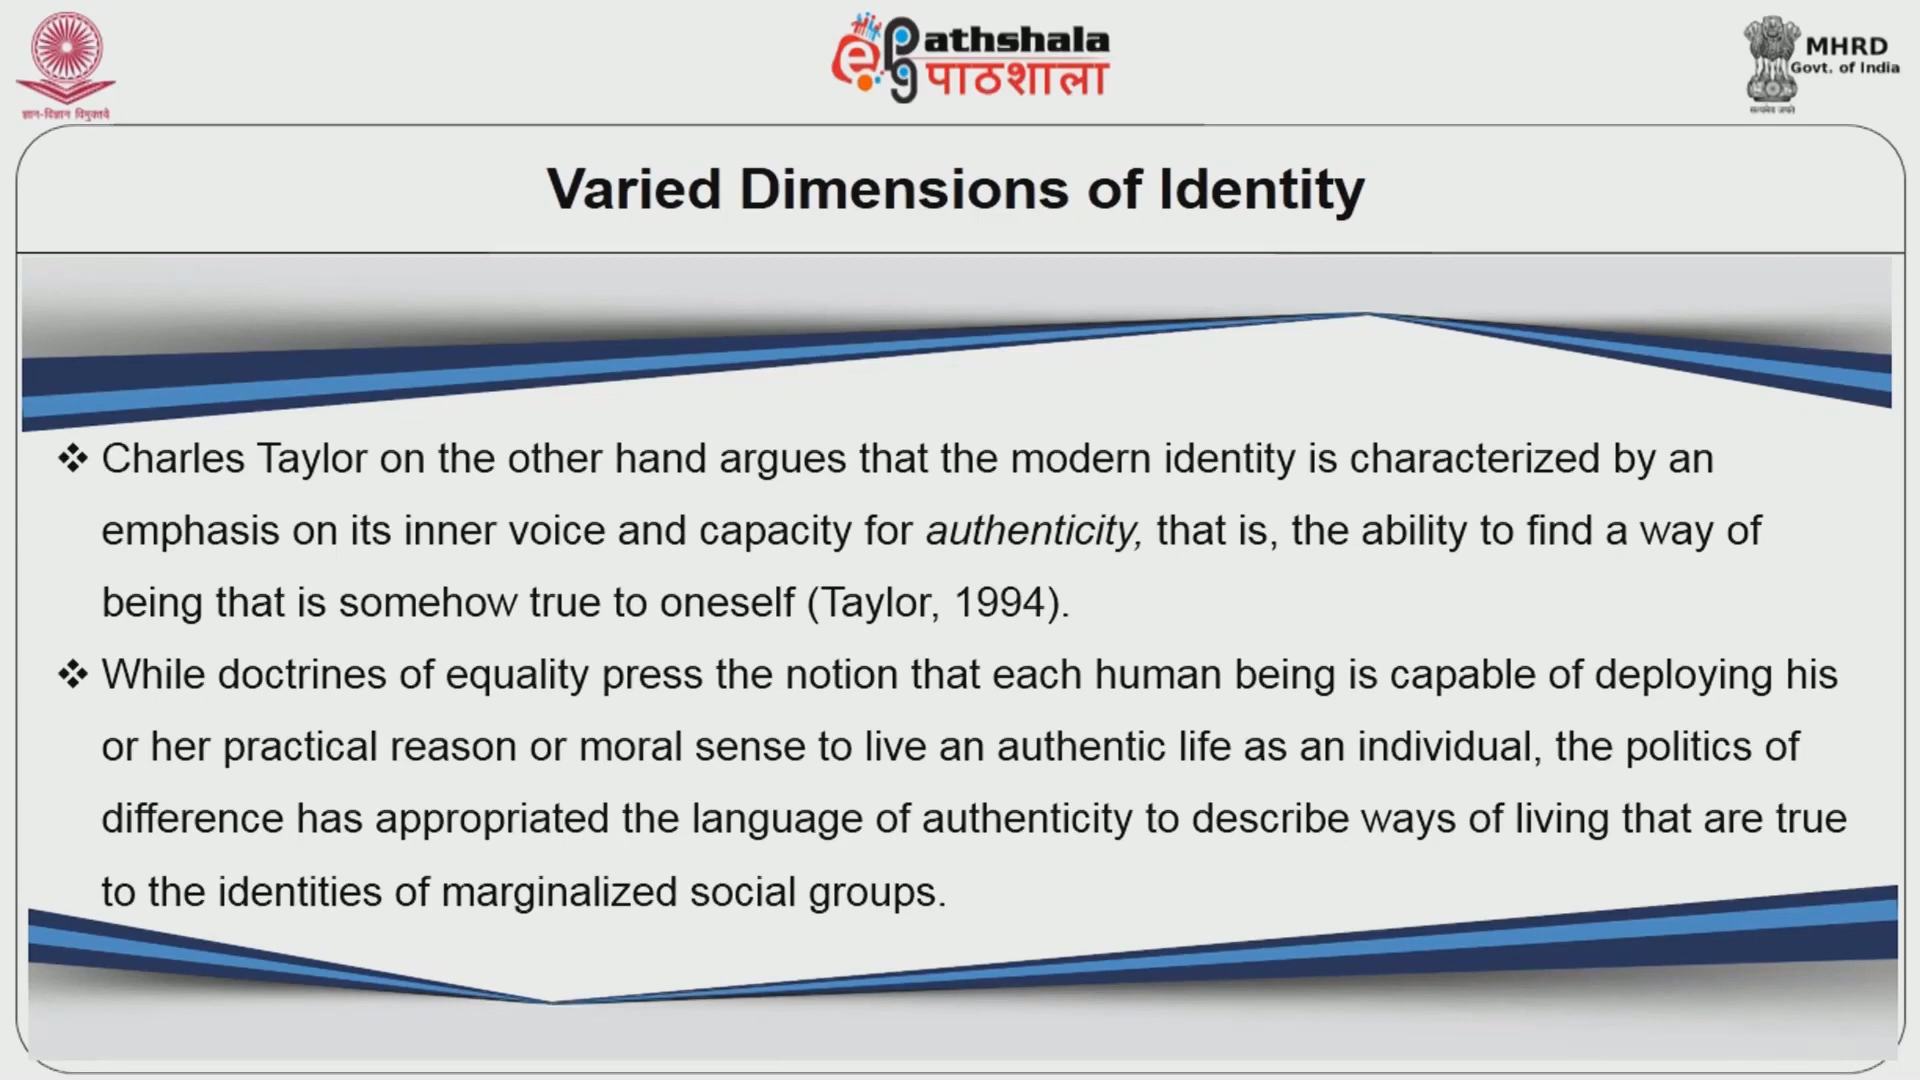 ज्ञान-विज्ञान विमुक्तये
e
Pg
athshala
पाठशाला
MHRD
Govt. of India
सत्यमेव जयते
Varied Dimensions of Identity
❖ Charles Taylor on the other hand argues that the modern identity is characterized by an
emphasis on its inner voice and capacity for authenticity, that is, the ability to find a way of
being that is somehow true to oneself (Taylor, 1994).
❖ While doctrines of equality press the notion that each human being is capable of deploying his
or her practical reason or moral sense to live an authentic life as an individual, the politics of
difference has appropriated the language of authenticity to describe ways of living that are true
to the identities of marginalized social groups.